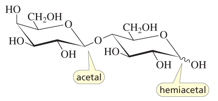 HO CH2OH
HO O OH
OH O CH2OH
HO O
OH OH
acetal
hemiacetal